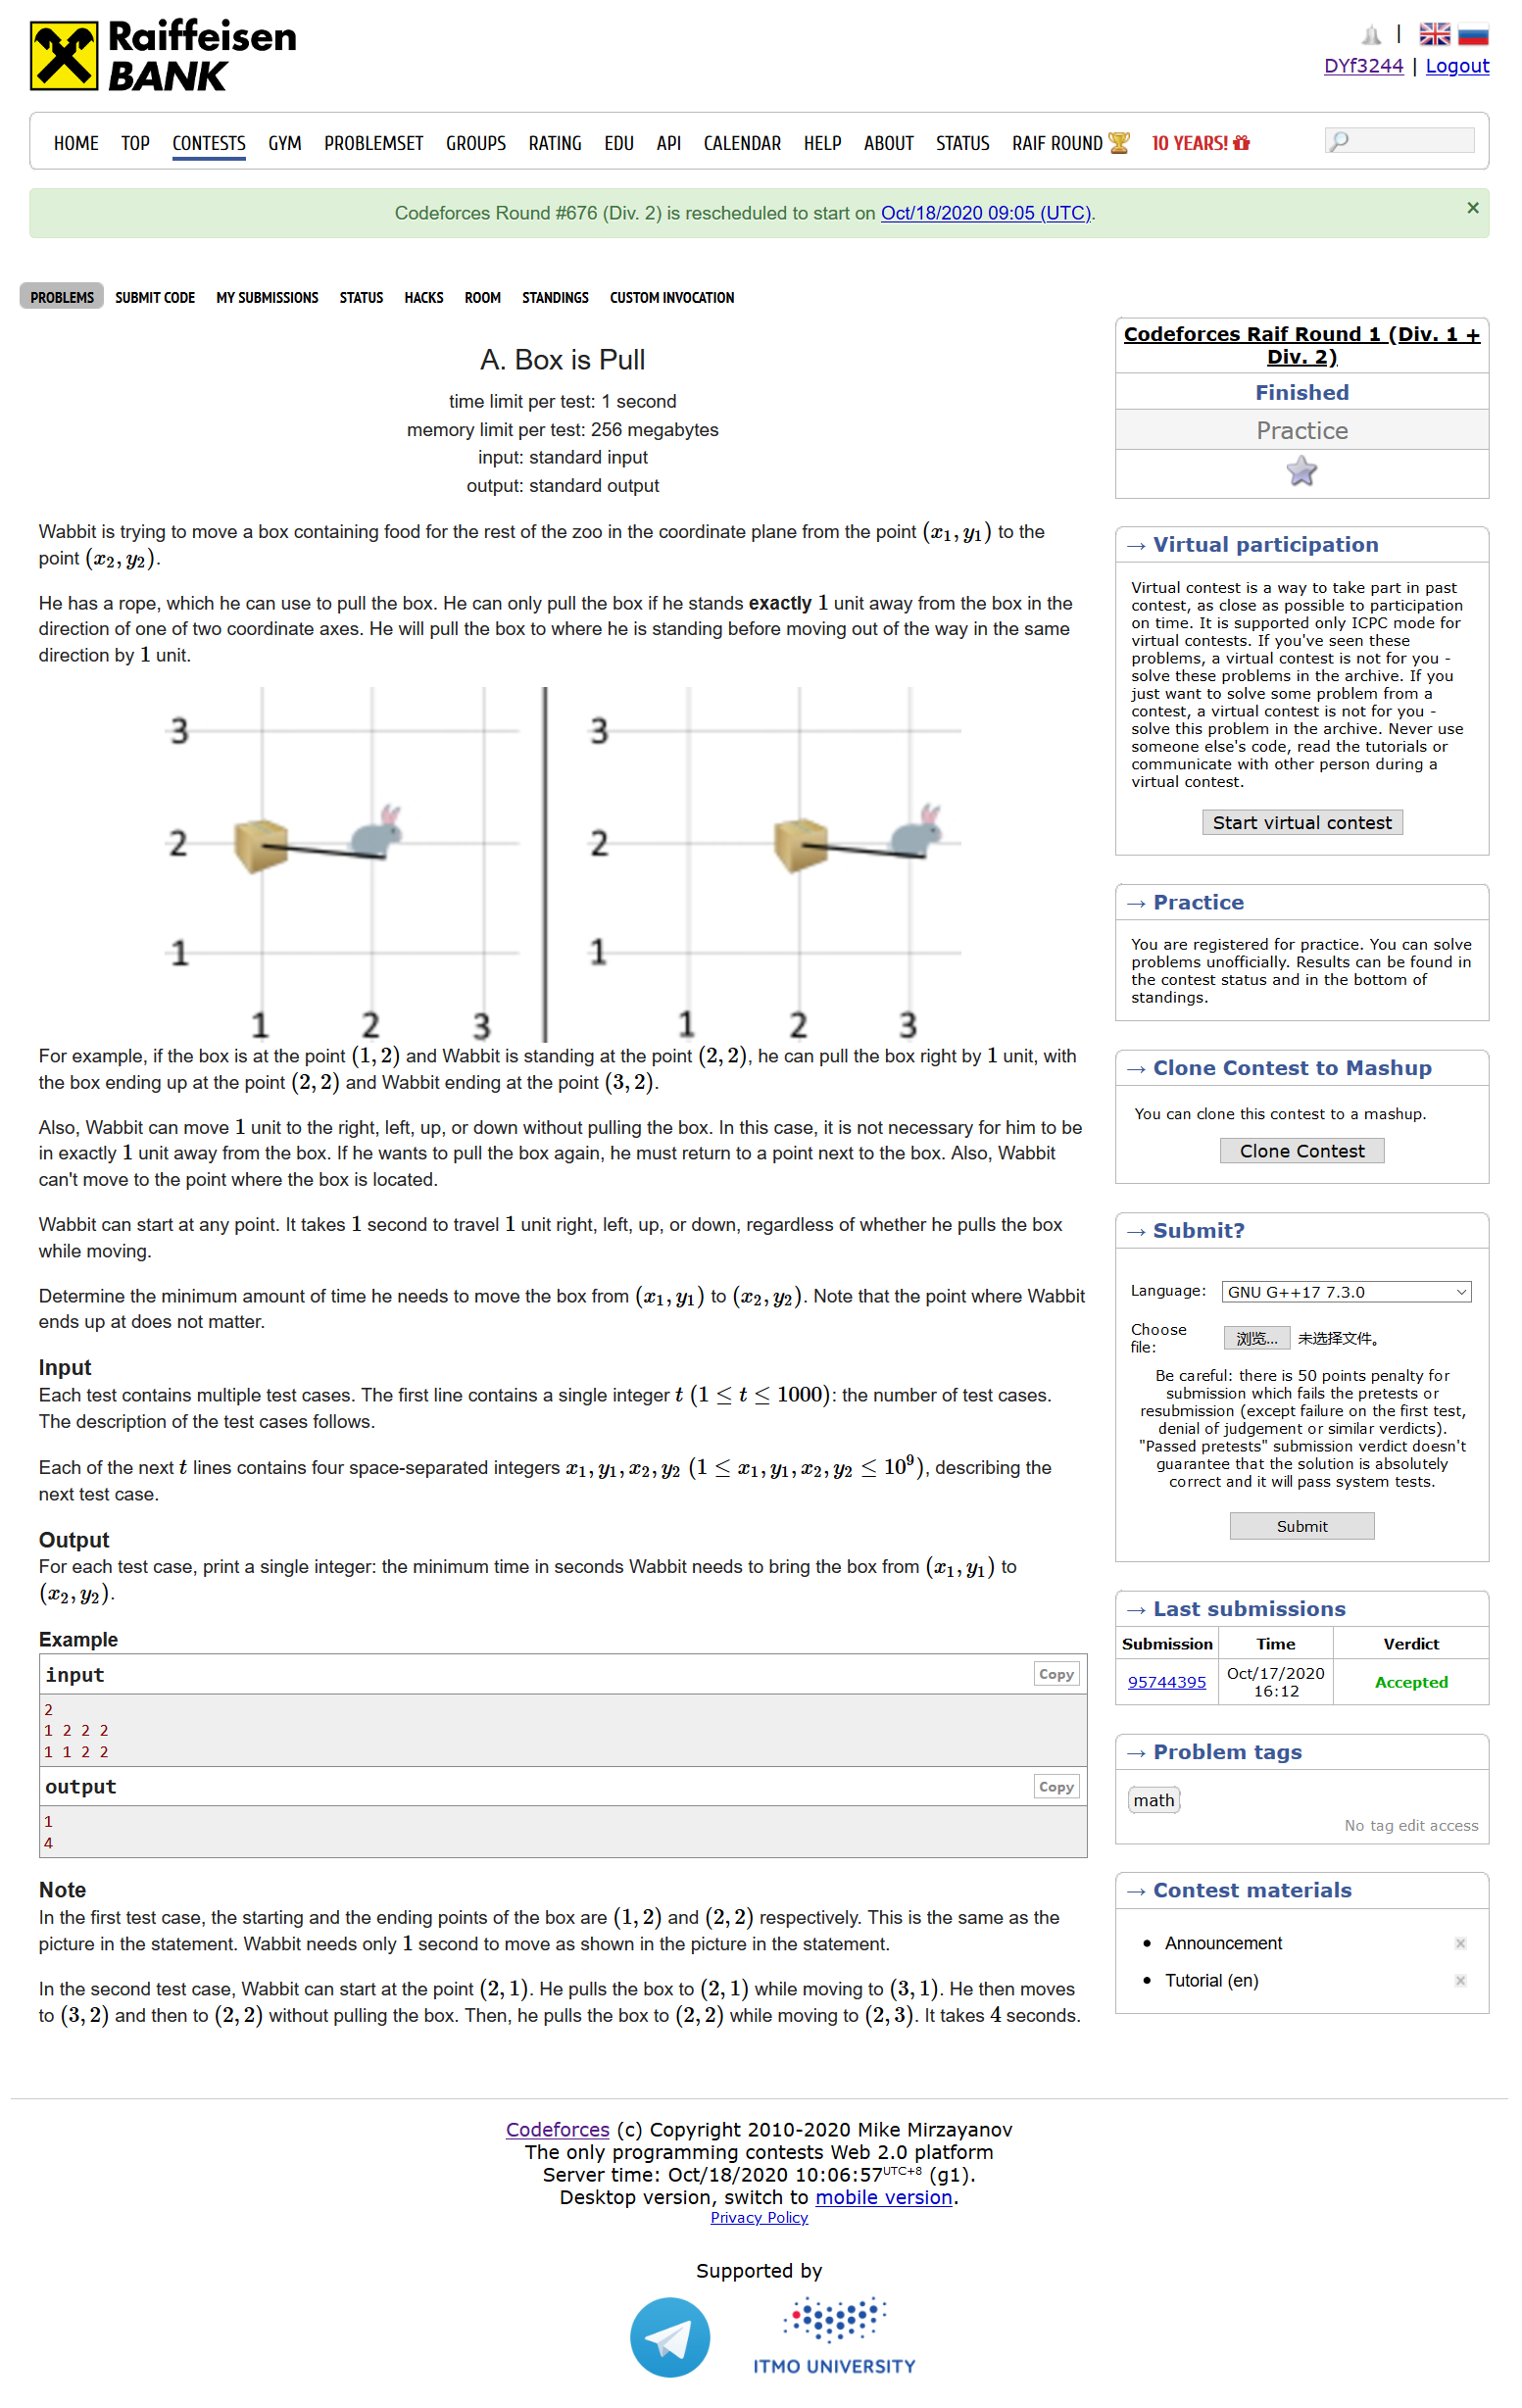 Raiffeisen
BANK
|
DYf3244 | Logout
HOME TOP CONTESTS GYM PROBLEMSET GROUPS RATING EDU API CALENDAR HELP ABOUT STATUS RAIF ROUND 10 YEARS!
Codeforces Round #676 (Div. 2) is rescheduled to start on Oct/18/2020 09:05 (UTC).
×
PROBLEMS SUBMIT CODE MY SUBMISSIONS STATUS HACKS ROOM STANDINGS CUSTOM INVOCATION
A. Box is Pull
time limit per test: 1 second
memory limit per test: 256 megabytes
input: standard input
output: standard output
Wabbit is trying to move a box containing food for the rest of the zoo in the coordinate plane from the point (x₁, y₁) to the
point (x₂, y₂).
He has a rope, which he can use to pull the box. He can only pull the box if he stands exactly 1 unit away from the box in the
direction of one of two coordinate axes. He will pull the box to where he is standing before moving out of the way in the same
direction by 1 unit.
3 3
2 2
1 1
1 2 3 1 2 3
For example, if the box is at the point (1, 2) and Wabbit is standing at the point (2, 2), he can pull the box right by 1 unit, with
the box ending up at the point (2, 2) and Wabbit ending at the point (3, 2).
Also, Wabbit can move 1 unit to the right, left, up, or down without pulling the box. In this case, it is not necessary for him to be
in exactly 1 unit away from the box. If he wants to pull the box again, he must return to a point next to the box. Also, Wabbit
can't move to the point where the box is located.
Wabbit can start at any point. It takes 1 second to travel 1 unit right, left, up, or down, regardless of whether he pulls the box
while moving.
Determine the minimum amount of time he needs to move the box from (x₁, y₁) to (x₂, y₂). Note that the point where Wabbit
ends up at does not matter.
Input
Each test contains multiple test cases. The first line contains a single integer t (1 ≤ t ≤ 1000): the number of test cases.
The description of the test cases follows.
Each of the next t lines contains four space-separated integers x₁, y₁, x₂, y₂ (1 ≤ x₁, y₁, x₂, y₂ ≤ 10⁹), describing the
next test case.
Output
For each test case, print a single integer: the minimum time in seconds Wabbit needs to bring the box from (x₁, y₁) to
(x₂, y₂).
Example
input Copy
2
1 2 2 2
1 1 2 2
output Copy
1
4
Note
In the first test case, the starting and the ending points of the box are (1, 2) and (2, 2) respectively. This is the same as the
picture in the statement. Wabbit needs only 1 second to move as shown in the picture in the statement.
In the second test case, Wabbit can start at the point (2, 1). He pulls the box to (2, 1) while moving to (3, 1). He then moves
to (3, 2) and then to (2, 2) without pulling the box. Then, he pulls the box to (2, 2) while moving to (2, 3). It takes 4 seconds.
Codeforces Raif Round 1 (Div. 1 +
Div. 2)
Finished
Practice
→ Virtual participation
Virtual contest is a way to take part in past
contest, as close as possible to participation
on time. It is supported only ICPC mode for
virtual contests. If you've seen these
problems, a virtual contest is not for you -
solve these problems in the archive. If you
just want to solve some problem from a
contest, a virtual contest is not for you -
solve this problem in the archive. Never use
someone else's code, read the tutorials or
communicate with other person during a
virtual contest.
Start virtual contest
→ Practice
You are registered for practice. You can solve
problems unofficially. Results can be found in
the contest status and in the bottom of
standings.
→ Clone Contest to Mashup
You can clone this contest to a mashup.
Clone Contest
→ Submit?
Language: GNU G++17 7.3.0
Choose
file: 浏览... 未选择文件。
Be careful: there is 50 points penalty for
submission which fails the pretests or
resubmission (except failure on the first test,
denial of judgement or similar verdicts).
"Passed pretests" submission verdict doesn't
guarantee that the solution is absolutely
correct and it will pass system tests.
Submit
→ Last submissions
Submission Time Verdict
95744395 Oct/17/2020
16:12 Accepted
→ Problem tags
math
No tag edit access
→ Contest materials
• Announcement ×
• Tutorial (en) ×
Codeforces (c) Copyright 2010-2020 Mike Mirzayanov
The only programming contests Web 2.0 platform
Server time: Oct/18/2020 10:06:57 UTC+8 (g1).
Desktop version, switch to mobile version.
Privacy Policy
Supported by
ITMO UNIVERSITY